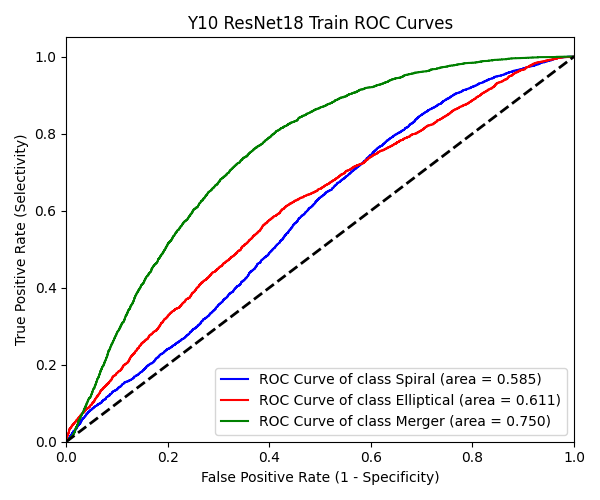 Y10 ResNet18 Train ROC Curves
True Positive Rate (Selectivity)
1.0
0.8
0.6
0.4
0.2
0.0
ROC Curve of class Spiral (area = 0.585)
ROC Curve of class Elliptical (area = 0.611)
ROC Curve of class Merger (area = 0.750)
0.0 0.2 0.4 0.6 0.8 1.0
False Positive Rate (1 - Specificity)